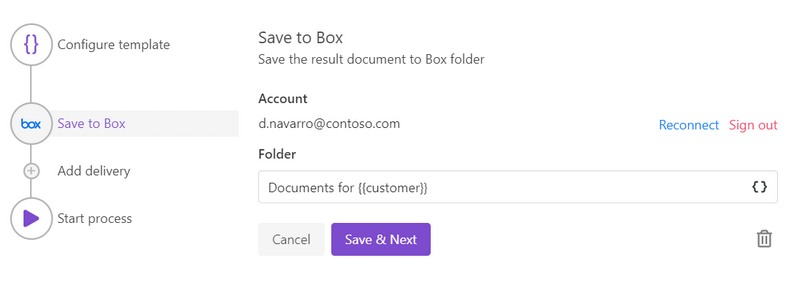 {} Configure template
box Save to Box
Add delivery
Start process
Save to Box
Save the result document to Box folder
Account
d.navarro@contoso.com
Reconnect Sign out
Folder
Documents for {{customer}} {}
Cancel Save & Next